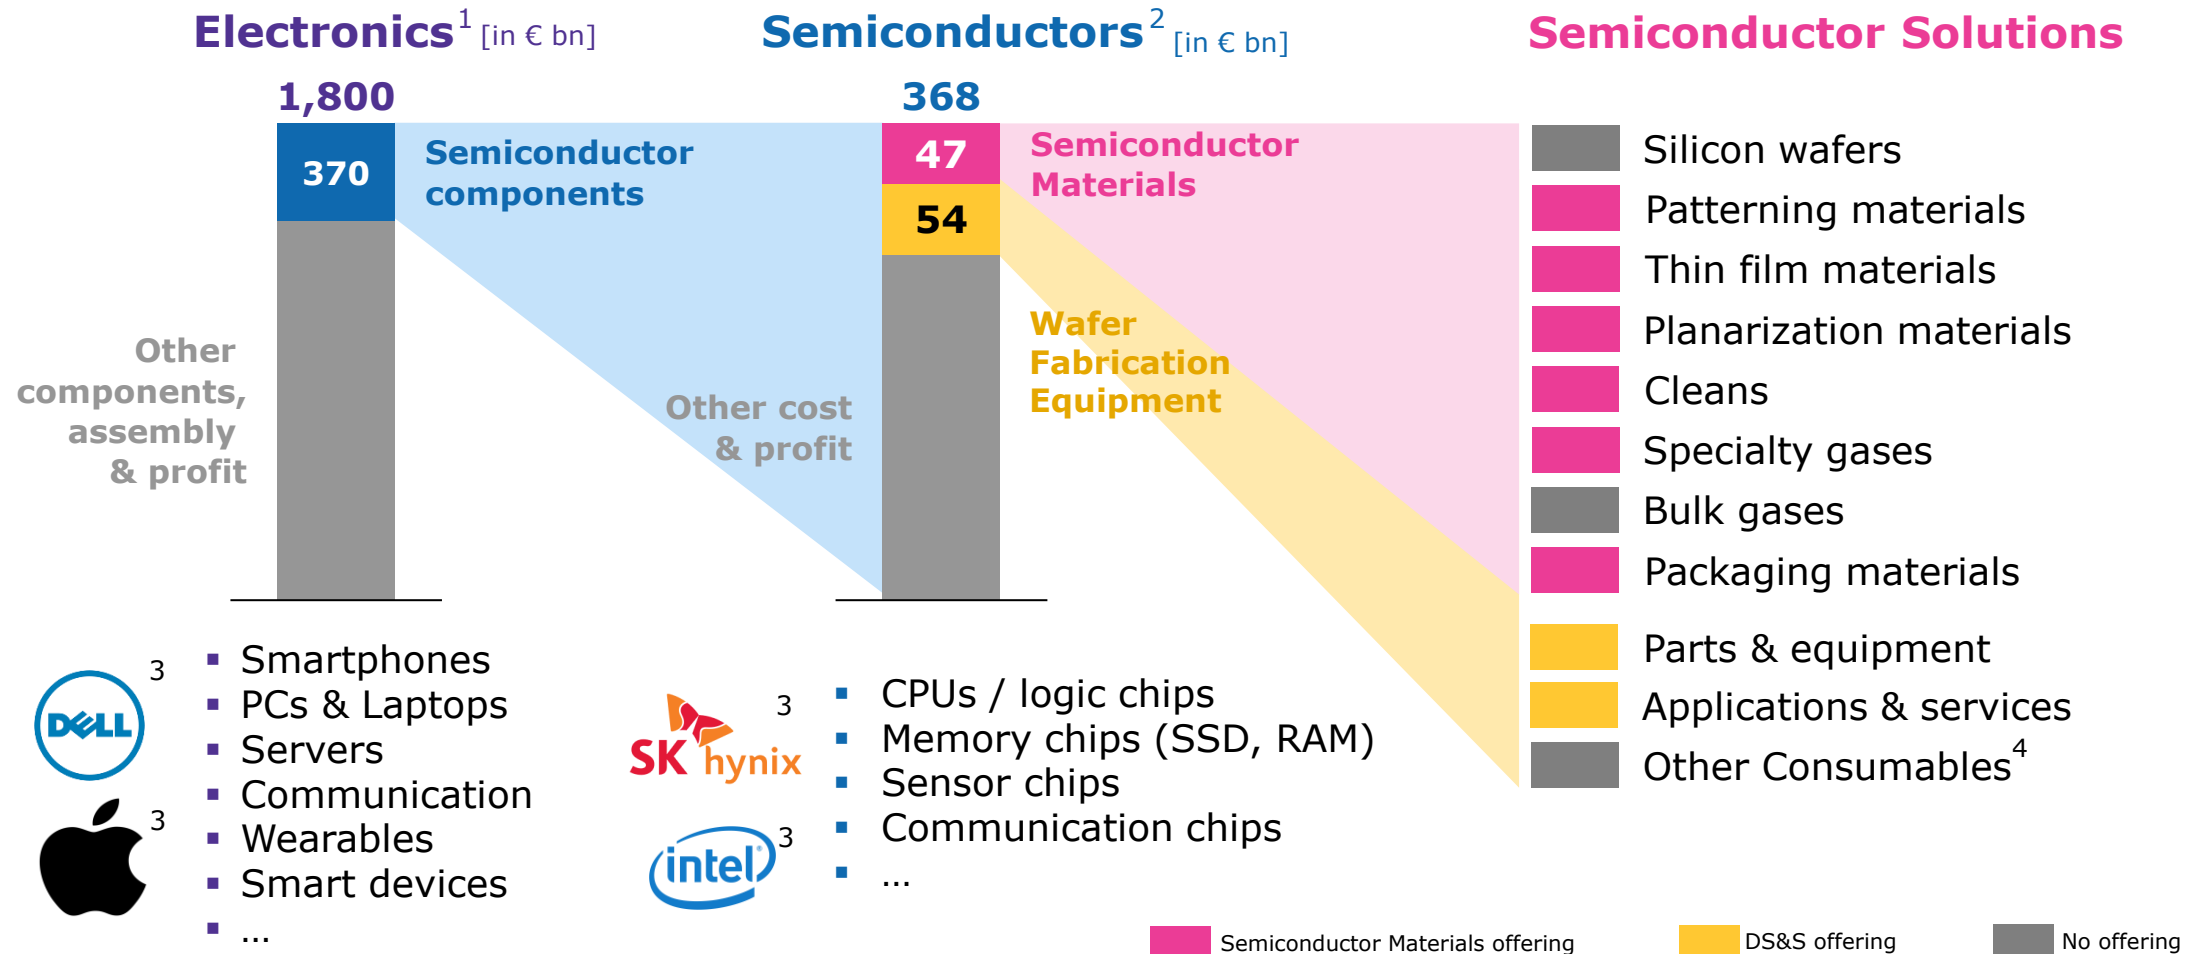 Electronics¹ [in € bn]
1,800
370
Semiconductor
components
Other
components,
assembly
& profit
DELL 3
3
▪ Smartphones
▪ PCs & Laptops
▪ Servers
▪ Communication
▪ Wearables
▪ Smart devices
▪ ...
Semiconductors² [in € bn]
368
47
54
Semiconductor
Materials
Wafer
Fabrication
Equipment
Other cost
& profit
SK hynix 3
intel® 3
▪ CPUs / logic chips
▪ Memory chips (SSD, RAM)
▪ Sensor chips
▪ Communication chips
▪ ...
Semiconductor Solutions
Silicon wafers
Patterning materials
Thin film materials
Planarization materials
Cleans
Specialty gases
Bulk gases
Packaging materials
Parts & equipment
Applications & services
Other Consumables⁴
Semiconductor Materials offering
DS&S offering
No offering